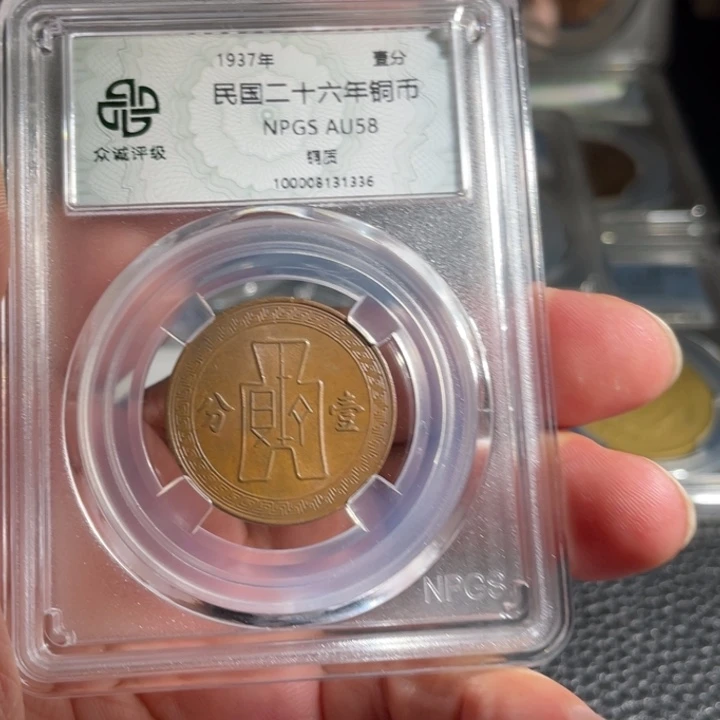 1937年 壹分
民国二十六年铜币
NPGS AU58
众诚评级
铜质
100008131336
分 壹
NPGS